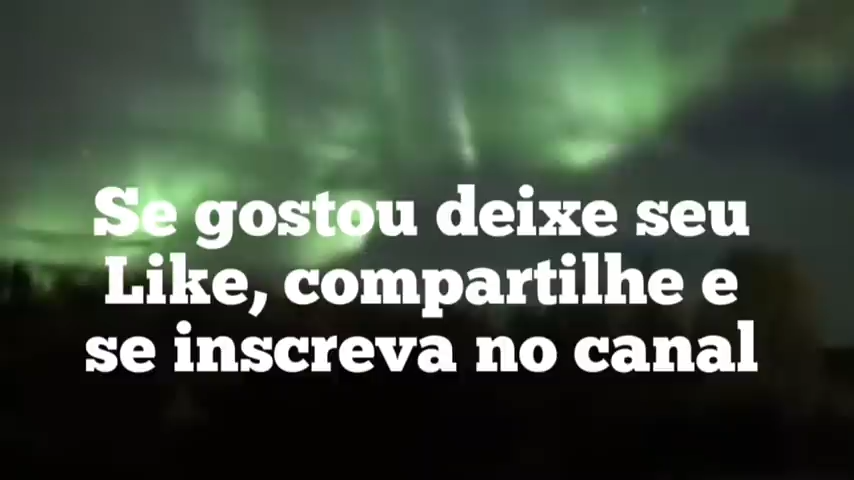 Se gostou deixe seu
Like, compartilhe e
se inscreva no canal